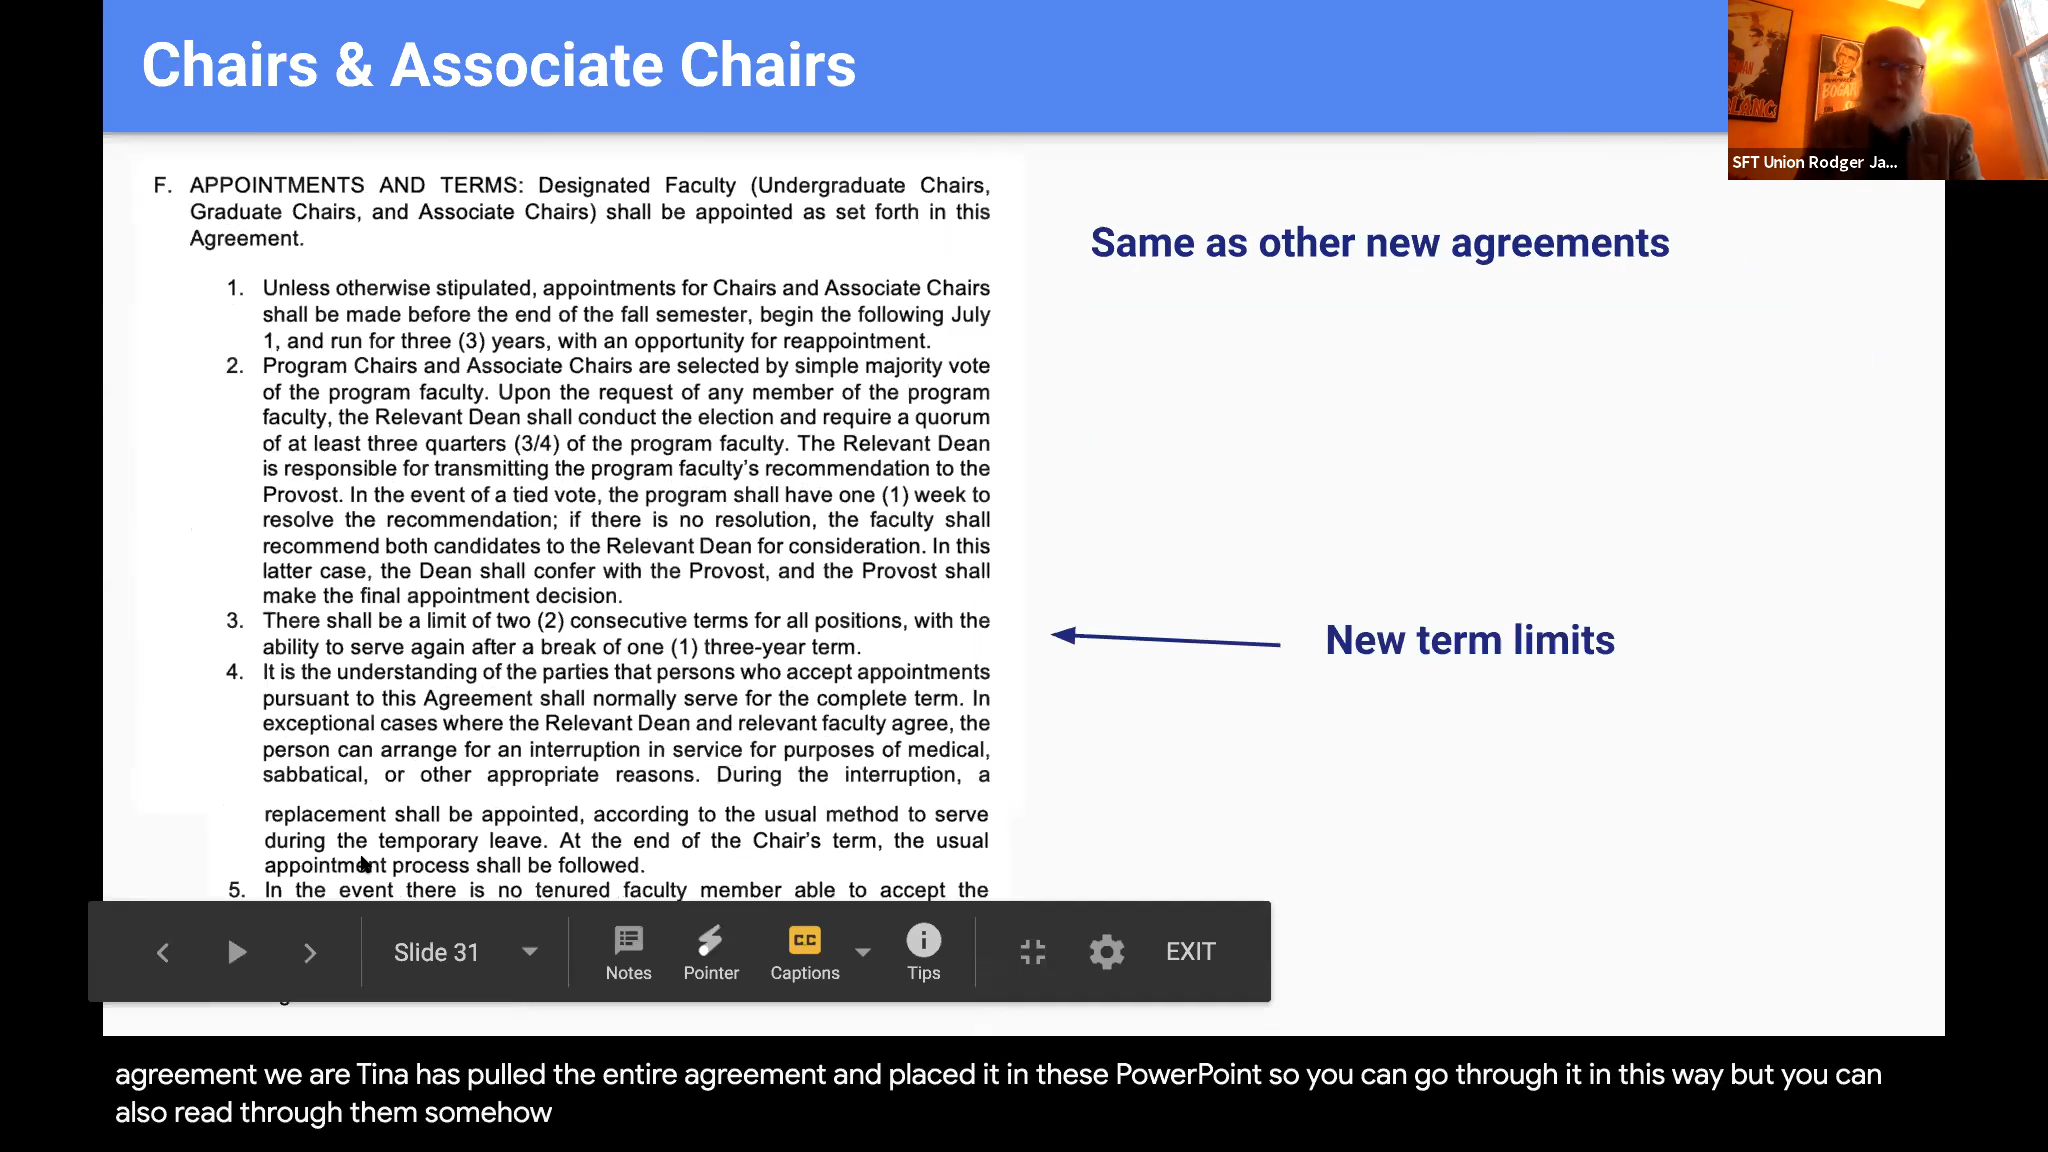 Chairs & Associate Chairs
SFT Union Rodger Ja...
F. APPOINTMENTS AND TERMS: Designated Faculty (Undergraduate Chairs,
Graduate Chairs, and Associate Chairs) shall be appointed as set forth in this
Agreement.
Same as other new agreements
1. Unless otherwise stipulated, appointments for Chairs and Associate Chairs
shall be made before the end of the fall semester, begin the following July
1, and run for three (3) years, with an opportunity for reappointment.
2. Program Chairs and Associate Chairs are selected by simple majority vote
of the program faculty. Upon the request of any member of the program
faculty, the Relevant Dean shall conduct the election and require a quorum
of at least three quarters (3/4) of the program faculty. The Relevant Dean
is responsible for transmitting the program faculty's recommendation to the
Provost. In the event of a tied vote, the program shall have one (1) week to
resolve the recommendation; if there is no resolution, the faculty shall
recommend both candidates to the Relevant Dean for consideration. In this
latter case, the Dean shall confer with the Provost, and the Provost shall
make the final appointment decision.
3. There shall be a limit of two (2) consecutive terms for all positions, with the
ability to serve again after a break of one (1) three-year term.
New term limits
4. It is the understanding of the parties that persons who accept appointments
pursuant to this Agreement shall normally serve for the complete term. In
exceptional cases where the Relevant Dean and relevant faculty agree, the
person can arrange for an interruption in service for purposes of medical,
sabbatical, or other appropriate reasons. During the interruption, a
replacement shall be appointed, according to the usual method to serve
during the temporary leave. At the end of the Chair's term, the usual
appointment process shall be followed.
5. In the event there is no tenured faculty member able to accept the
Slide 31
Notes
Pointer
CC
Captions
Tips
EXIT
agreement we are Tina has pulled the entire agreement and placed it in these PowerPoint so you can go through it in this way but you can
also read through them somehow